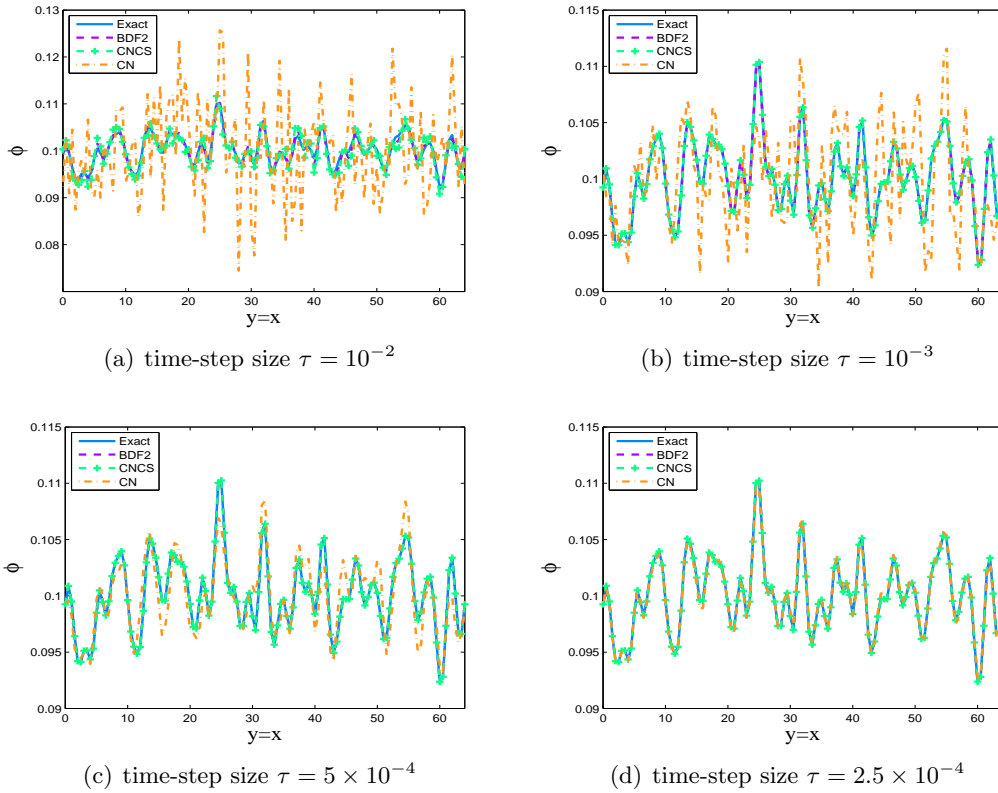 0.13
0.12
0.11
0.1
0.09
0.08
ϕ
Exact
BDF2
CNCS
CN
0 10 20 30 40 50 60
y=x
(a) time-step size τ = 10⁻²
0.115
0.11
0.105
0.1
0.095
0.09
ϕ
Exact
BDF2
CNCS
CN
0 10 20 30 40 50 60
y=x
(b) time-step size τ = 10⁻³
0.115
0.11
0.105
0.1
0.095
0.09
ϕ
Exact
BDF2
CNCS
CN
0 10 20 30 40 50 60
y=x
(c) time-step size τ = 5 × 10⁻⁴
0.115
0.11
0.105
0.1
0.095
0.09
ϕ
Exact
BDF2
CNCS
CN
0 10 20 30 40 50 60
y=x
(d) time-step size τ = 2.5 × 10⁻⁴